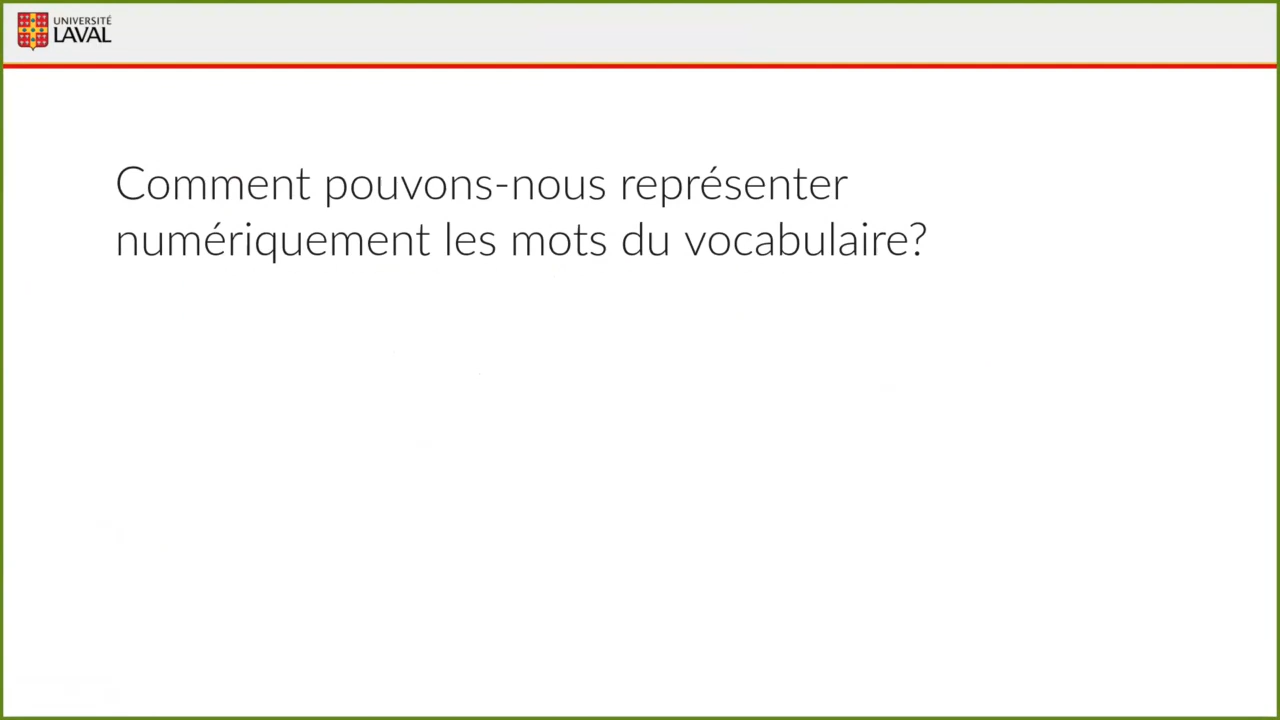 UNIVERSITÉ
LAVAL
Comment pouvons-nous représenter
numériquement les mots du vocabulaire?